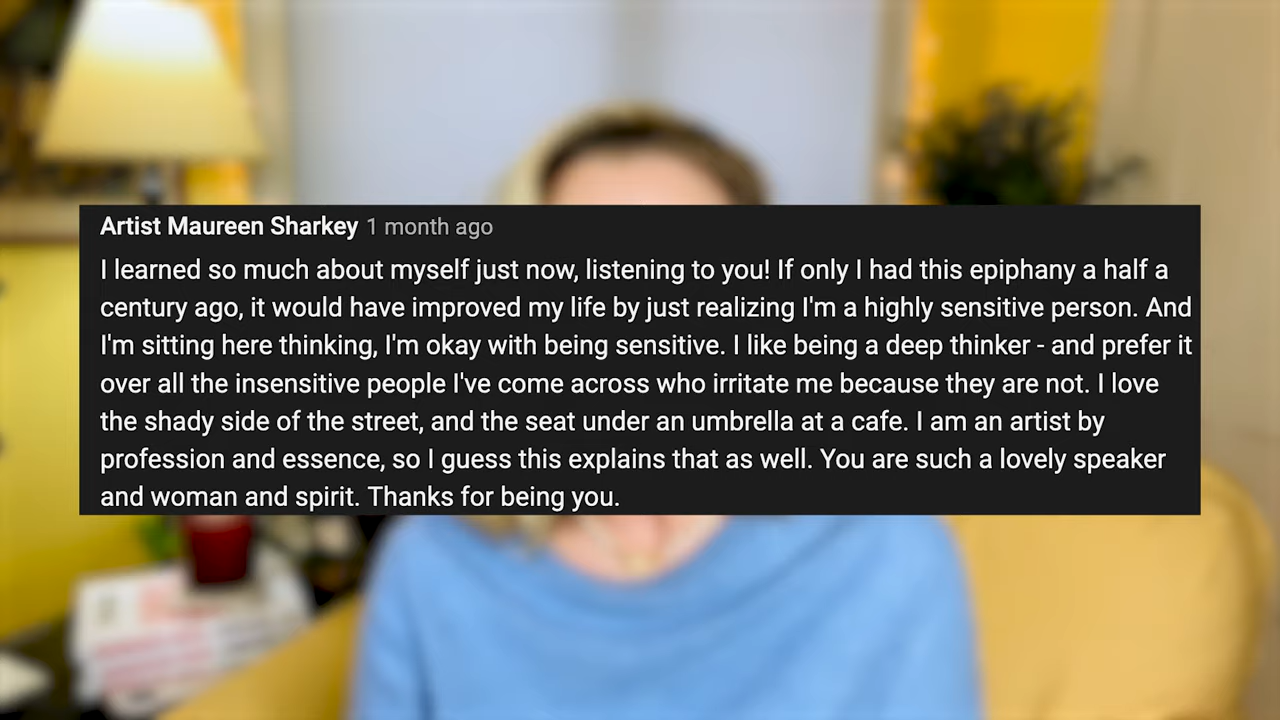 Artist Maureen Sharkey 1 month ago
I learned so much about myself just now, listening to you! If only I had this epiphany a half a
century ago, it would have improved my life by just realizing I'm a highly sensitive person. And
I'm sitting here thinking, I'm okay with being sensitive. I like being a deep thinker - and prefer it
over all the insensitive people I've come across who irritate me because they are not. I love
the shady side of the street, and the seat under an umbrella at a cafe. I am an artist by
profession and essence, so I guess this explains that as well. You are such a lovely speaker
and woman and spirit. Thanks for being you.